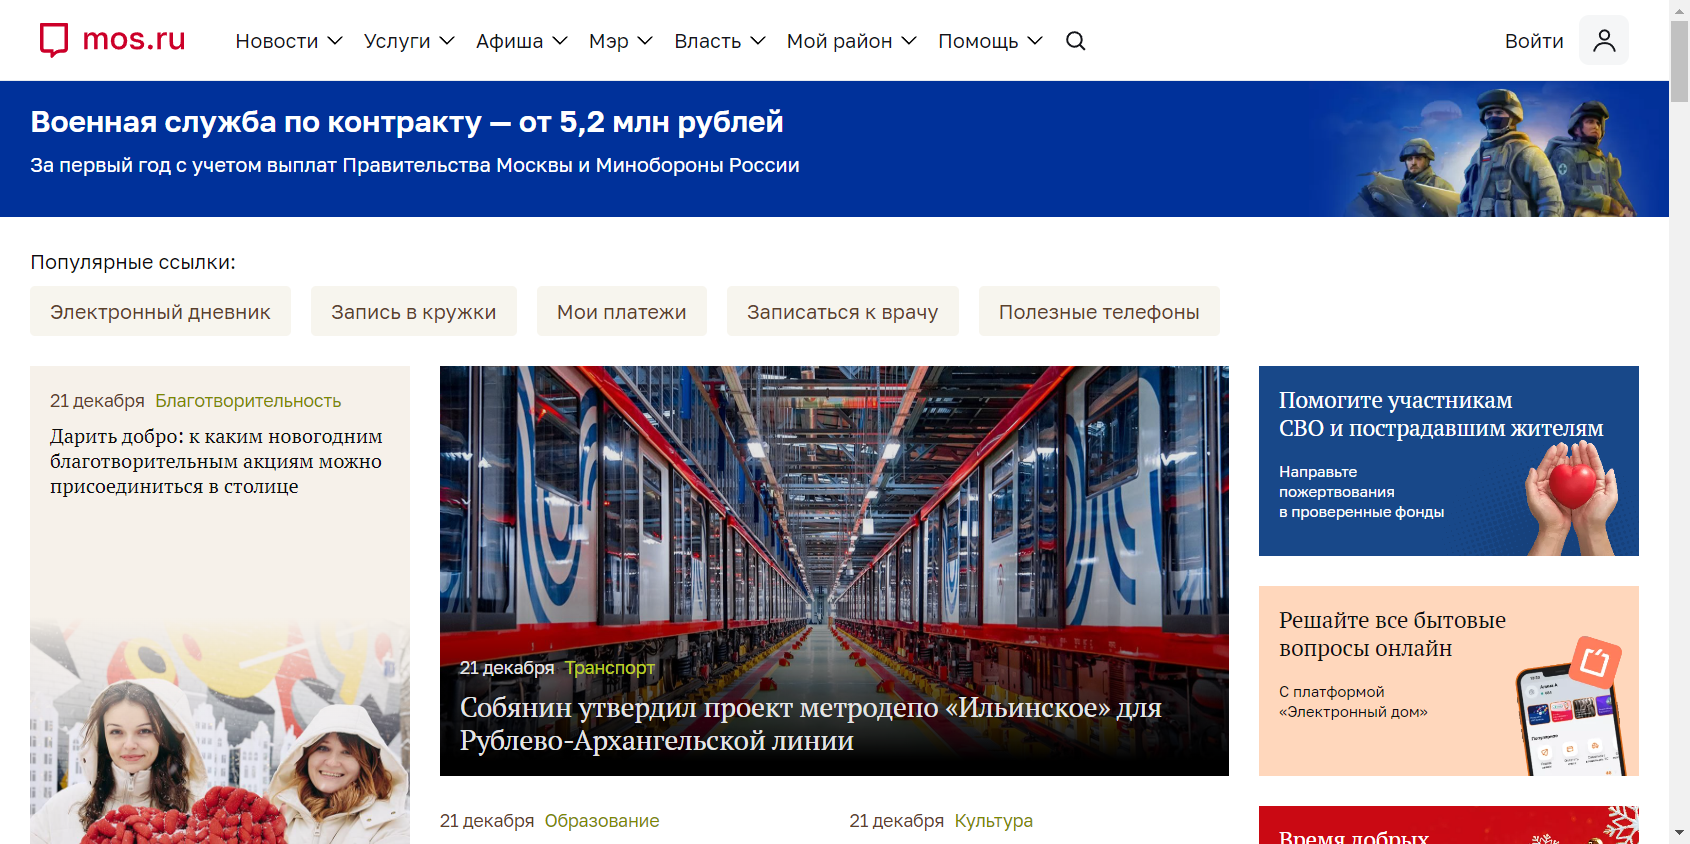 mos.ru
Новости Услуги Афиша Мэр Власть Мой район Помощь
Войти
Военная служба по контракту — от 5,2 млн рублей
За первый год с учетом выплат Правительства Москвы и Минобороны России
Популярные ссылки:
Электронный дневник
Запись в кружки
Мои платежи
Записаться к врачу
Полезные телефоны
21 декабря Благотворительность
Дарить добро: к каким новогодним
благотворительным акциям можно
присоединиться в столице
21 декабря Транспорт
Собянин утвердил проект метродепо «Ильинское» для
Рублево-Архангельской линии
21 декабря Образование
21 декабря Культура
Помогите участникам
СВО и пострадавшим жителям
Направьте
пожертвования
в проверенные фонды
Решайте все бытовые
вопросы онлайн
С платформой
«Электронный дом»
Время добрых